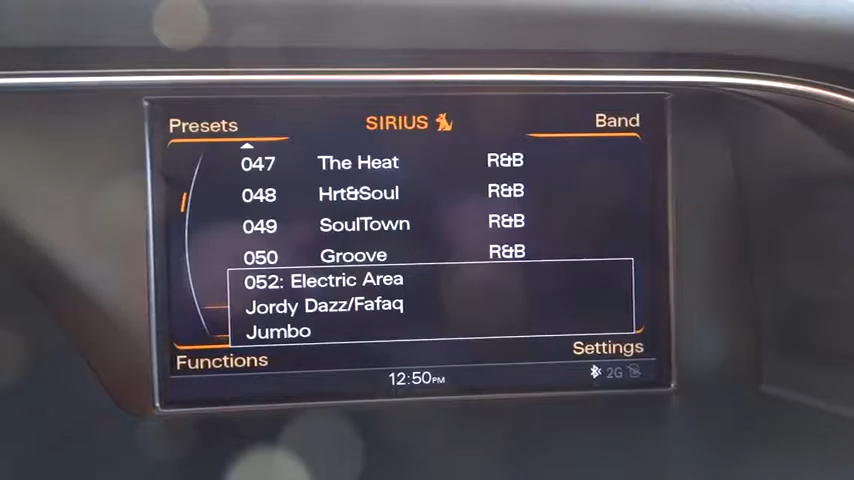 Presets SIRIUS Band
047 The Heat R&B
048 Hrt&Soul R&B
049 SoulTown R&B
050 Groove R&B
052: Electric Area
Jordy Dazz/Fafaq
Jumbo
Functions Settings
12:50PM 2G